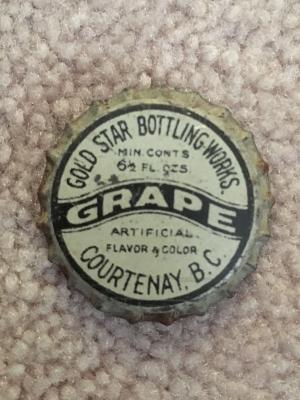 GOLD STAR BOTTLING WORKS.
MIN. CONTS
6½ FL. OZS.
GRAPE
ARTIFICIAL
FLAVOR & COLOR
COURTENAY, B.C.